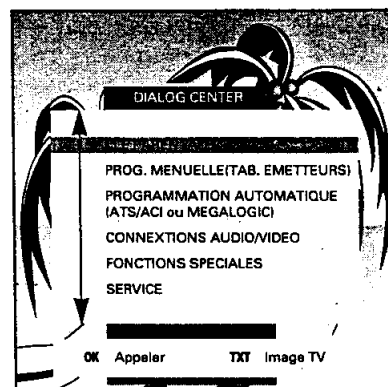 DIALOG CENTER
PROG. MENUELLE(TAB. EMETTEURS)
PROGRAMMATION AUTOMATIQUE
(ATS/ACI ou MEGALOGIC)
CONNEXTIONS AUDIO/VIDEO
FONCTIONS SPECIALES
SERVICE
OK Appeler TXT Image TV